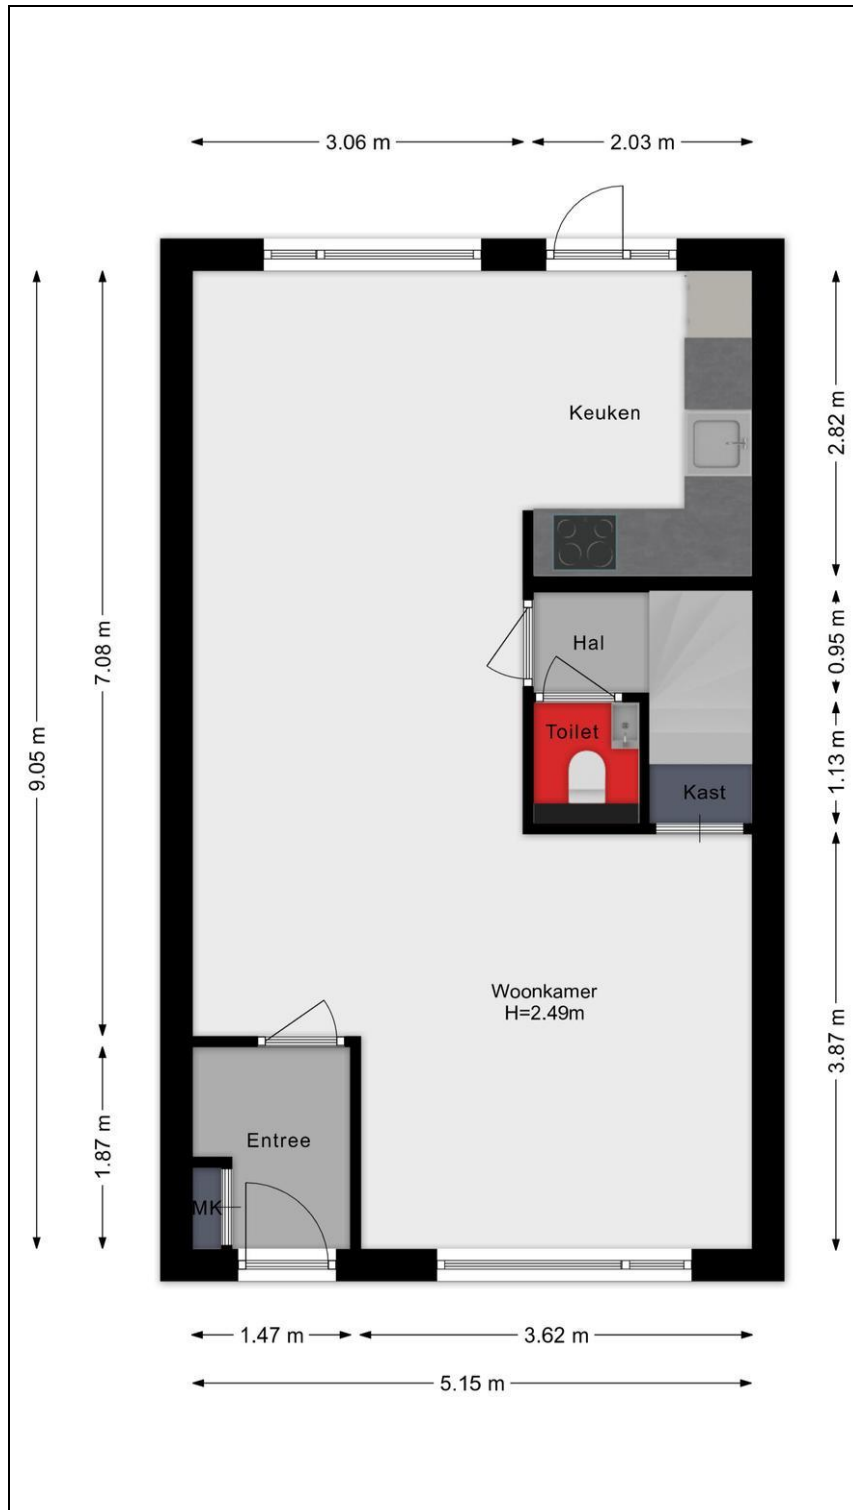 3.06 m
2.03 m
Keuken
2.82 m
7.08 m
9.05 m
Hal
0.95 m
Toilet
1.13 m
Kast
Woonkamer
H=2.49m
3.87 m
1.87 m
Entree
MK
1.47 m
3.62 m
5.15 m